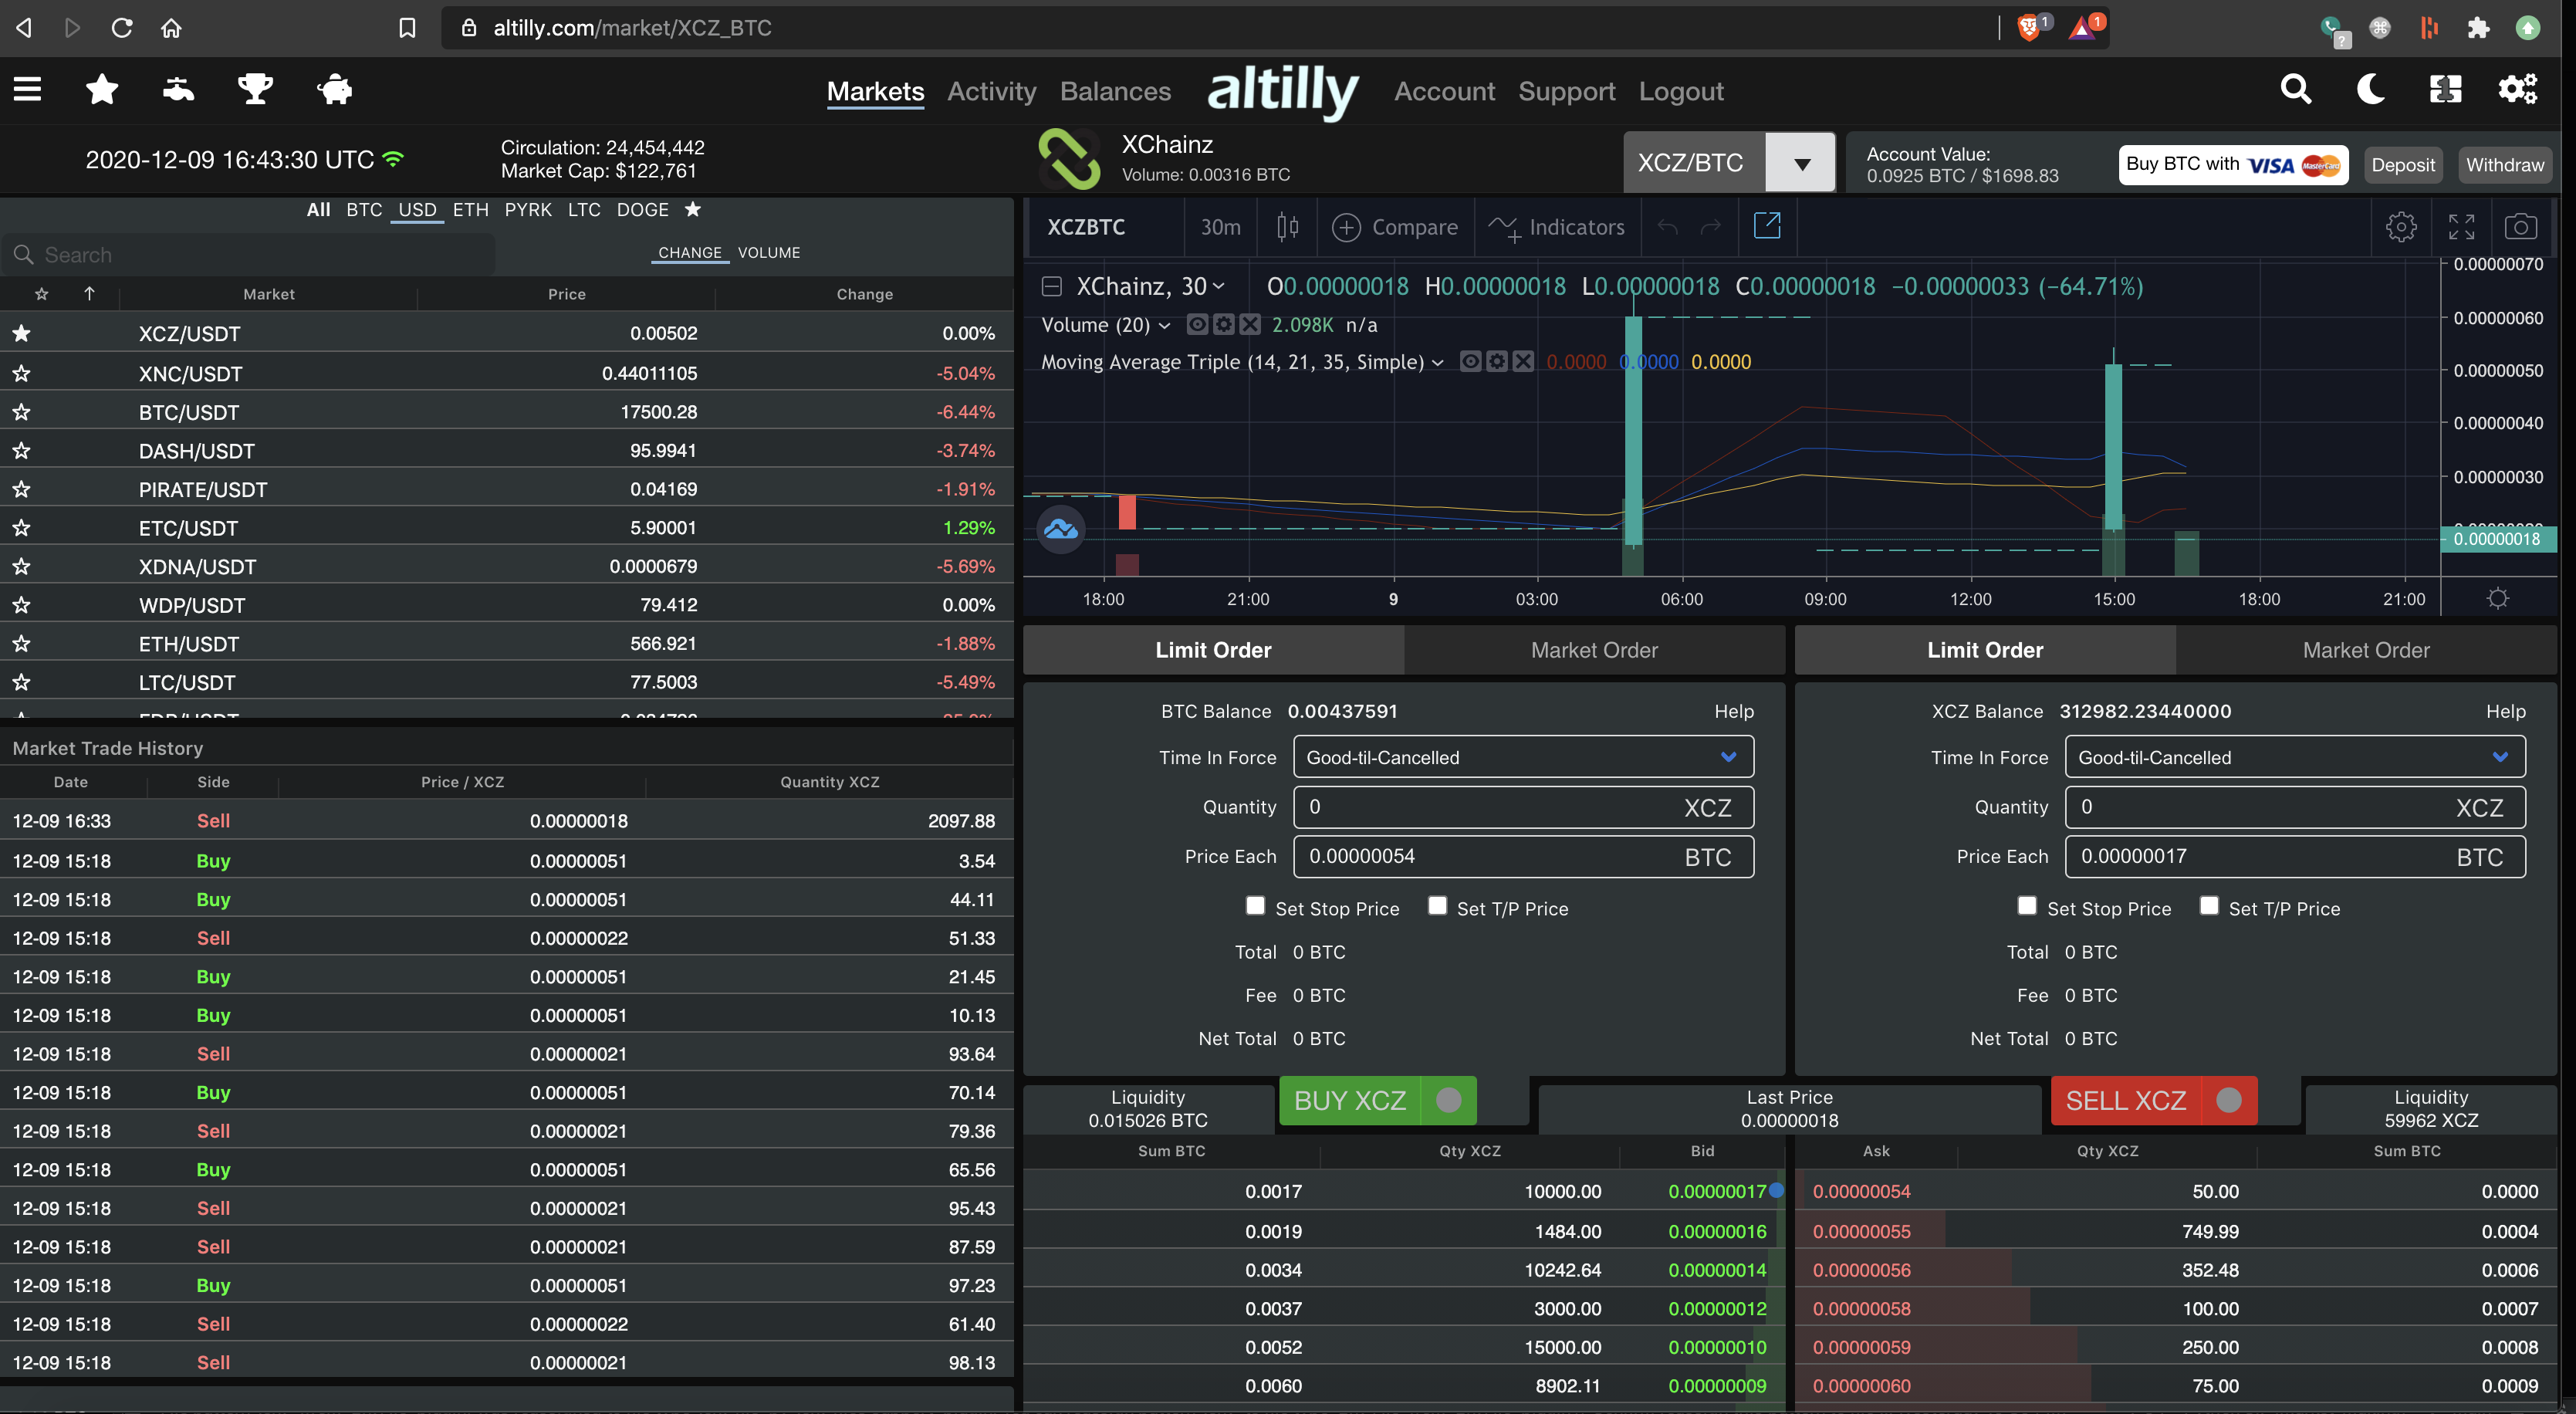 altilly.com/market/XCZ_BTC
1
1
?
Markets Activity Balances altilly Account Support Logout
1
2020-12-09 16:43:30 UTC
Circulation: 24,454,442
Market Cap: $122,761
XChainz
Volume: 0.00316 BTC
XCZ/BTC
Account Value:
0.0925 BTC / $1698.83
Buy BTC with VISA MasterCard
Deposit
Withdraw
All BTC USD ETH PYRK LTC DOGE
Search
CHANGE VOLUME
Market Price Change
XCZ/USDT 0.00502 0.00%
XNC/USDT 0.44011105 -5.04%
BTC/USDT 17500.28 -6.44%
DASH/USDT 95.9941 -3.74%
PIRATE/USDT 0.04169 -1.91%
ETC/USDT 5.90001 1.29%
XDNA/USDT 0.0000679 -5.69%
WDP/USDT 79.412 0.00%
ETH/USDT 566.921 -1.88%
LTC/USDT 77.5003 -5.49%
Market Trade History
Date Side Price / XCZ Quantity XCZ
12-09 16:33 Sell 0.00000018 2097.88
12-09 15:18 Buy 0.00000051 3.54
12-09 15:18 Buy 0.00000051 44.11
12-09 15:18 Sell 0.00000022 51.33
12-09 15:18 Buy 0.00000051 21.45
12-09 15:18 Buy 0.00000051 10.13
12-09 15:18 Sell 0.00000021 93.64
12-09 15:18 Buy 0.00000051 70.14
12-09 15:18 Sell 0.00000021 79.36
12-09 15:18 Buy 0.00000051 65.56
12-09 15:18 Sell 0.00000021 95.43
12-09 15:18 Sell 0.00000021 87.59
12-09 15:18 Buy 0.00000051 97.23
12-09 15:18 Sell 0.00000022 61.40
12-09 15:18 Sell 0.00000021 98.13
XCZBTC 30m Compare Indicators
XChainz, 30 O0.00000018 H0.00000018 L0.00000018 C0.00000018 −0.00000033 (−64.71%)
Volume (20) 2.098K n/a
Moving Average Triple (14, 21, 35, Simple) 0.0000 0.0000 0.0000
0.00000070
0.00000060
0.00000050
0.00000040
0.00000030
0.00000018
18:00 21:00 9 03:00 06:00 09:00 12:00 15:00 18:00 21:00
Limit Order Market Order
BTC Balance 0.00437591 Help
Time In Force Good-til-Cancelled
Quantity 0 XCZ
Price Each 0.00000054 BTC
Set Stop Price Set T/P Price
Total 0 BTC
Fee 0 BTC
Net Total 0 BTC
Limit Order Market Order
XCZ Balance 312982.23440000 Help
Time In Force Good-til-Cancelled
Quantity 0 XCZ
Price Each 0.00000017 BTC
Set Stop Price Set T/P Price
Total 0 BTC
Fee 0 BTC
Net Total 0 BTC
Liquidity
0.015026 BTC
BUY XCZ
Last Price
0.00000018
SELL XCZ
Liquidity
59962 XCZ
Sum BTC Qty XCZ Bid
0.0017 10000.00 0.00000017
0.0019 1484.00 0.00000016
0.0034 10242.64 0.00000014
0.0037 3000.00 0.00000012
0.0052 15000.00 0.00000010
0.0060 8902.11 0.00000009
Ask Qty XCZ Sum BTC
0.00000054 50.00 0.0000
0.00000055 749.99 0.0004
0.00000056 352.48 0.0006
0.00000058 100.00 0.0007
0.00000059 250.00 0.0008
0.00000060 75.00 0.0009